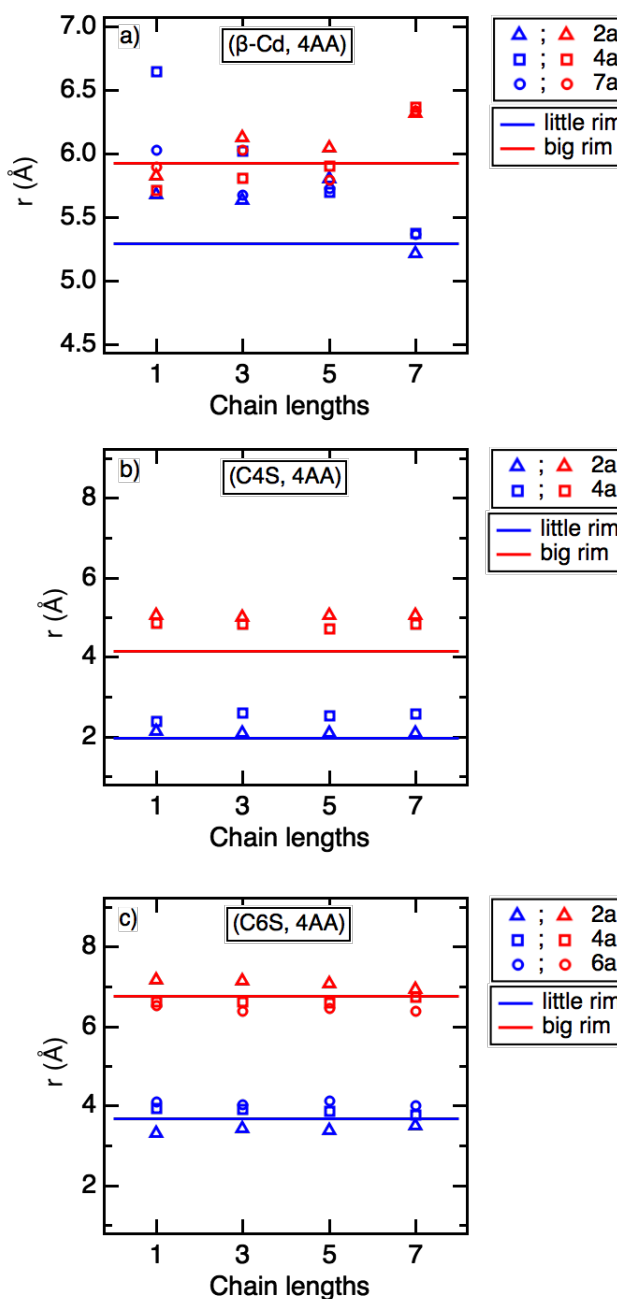 a)
(β-Cd, 4AA)
7.0
6.5
6.0
5.5
5.0
4.5
r (Å)
1 3 5 7
Chain lengths
; 2a
; 4a
; 7a
little rim
big rim
b)
(C4S, 4AA)
8
6
4
2
r (Å)
1 3 5 7
Chain lengths
; 2a
; 4a
little rim
big rim
c)
(C6S, 4AA)
8
6
4
2
r (Å)
1 3 5 7
Chain lengths
; 2a
; 4a
; 6a
little rim
big rim